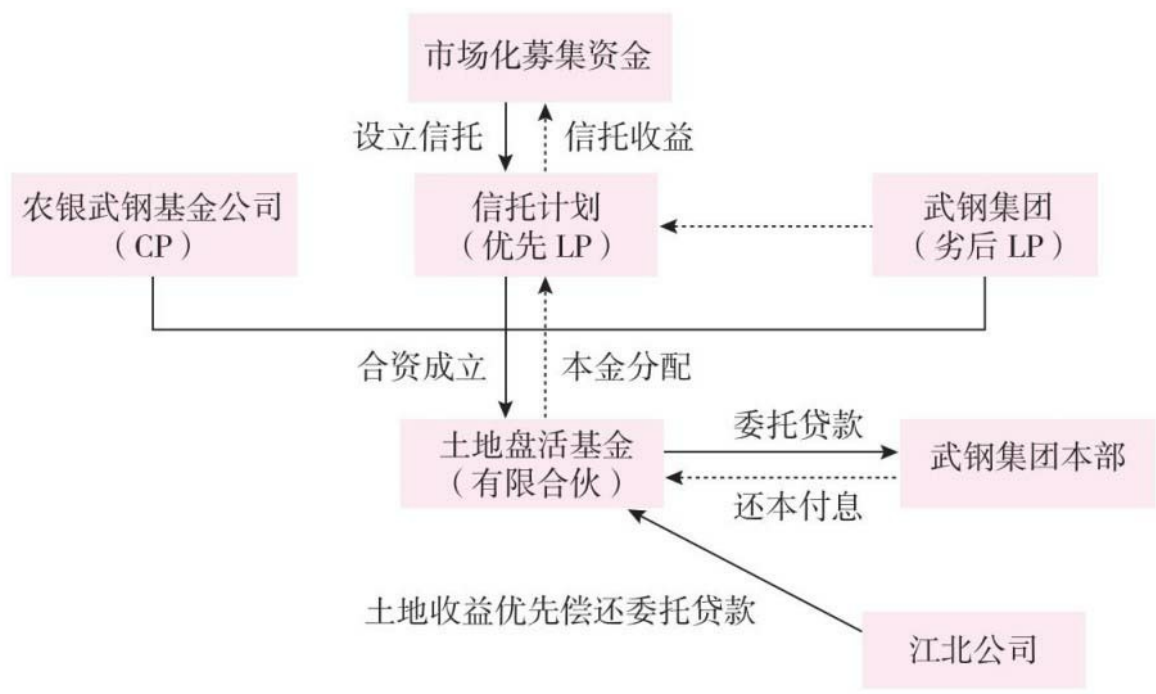 市场化募集资金
设立信托
信托收益
农银武钢基金公司
（CP）
信托计划
（优先 LP）
武钢集团
（劣后 LP）
合资成立
本金分配
土地盘活基金
（有限合伙）
委托贷款
还本付息
武钢集团本部
土地收益优先偿还委托贷款
江北公司